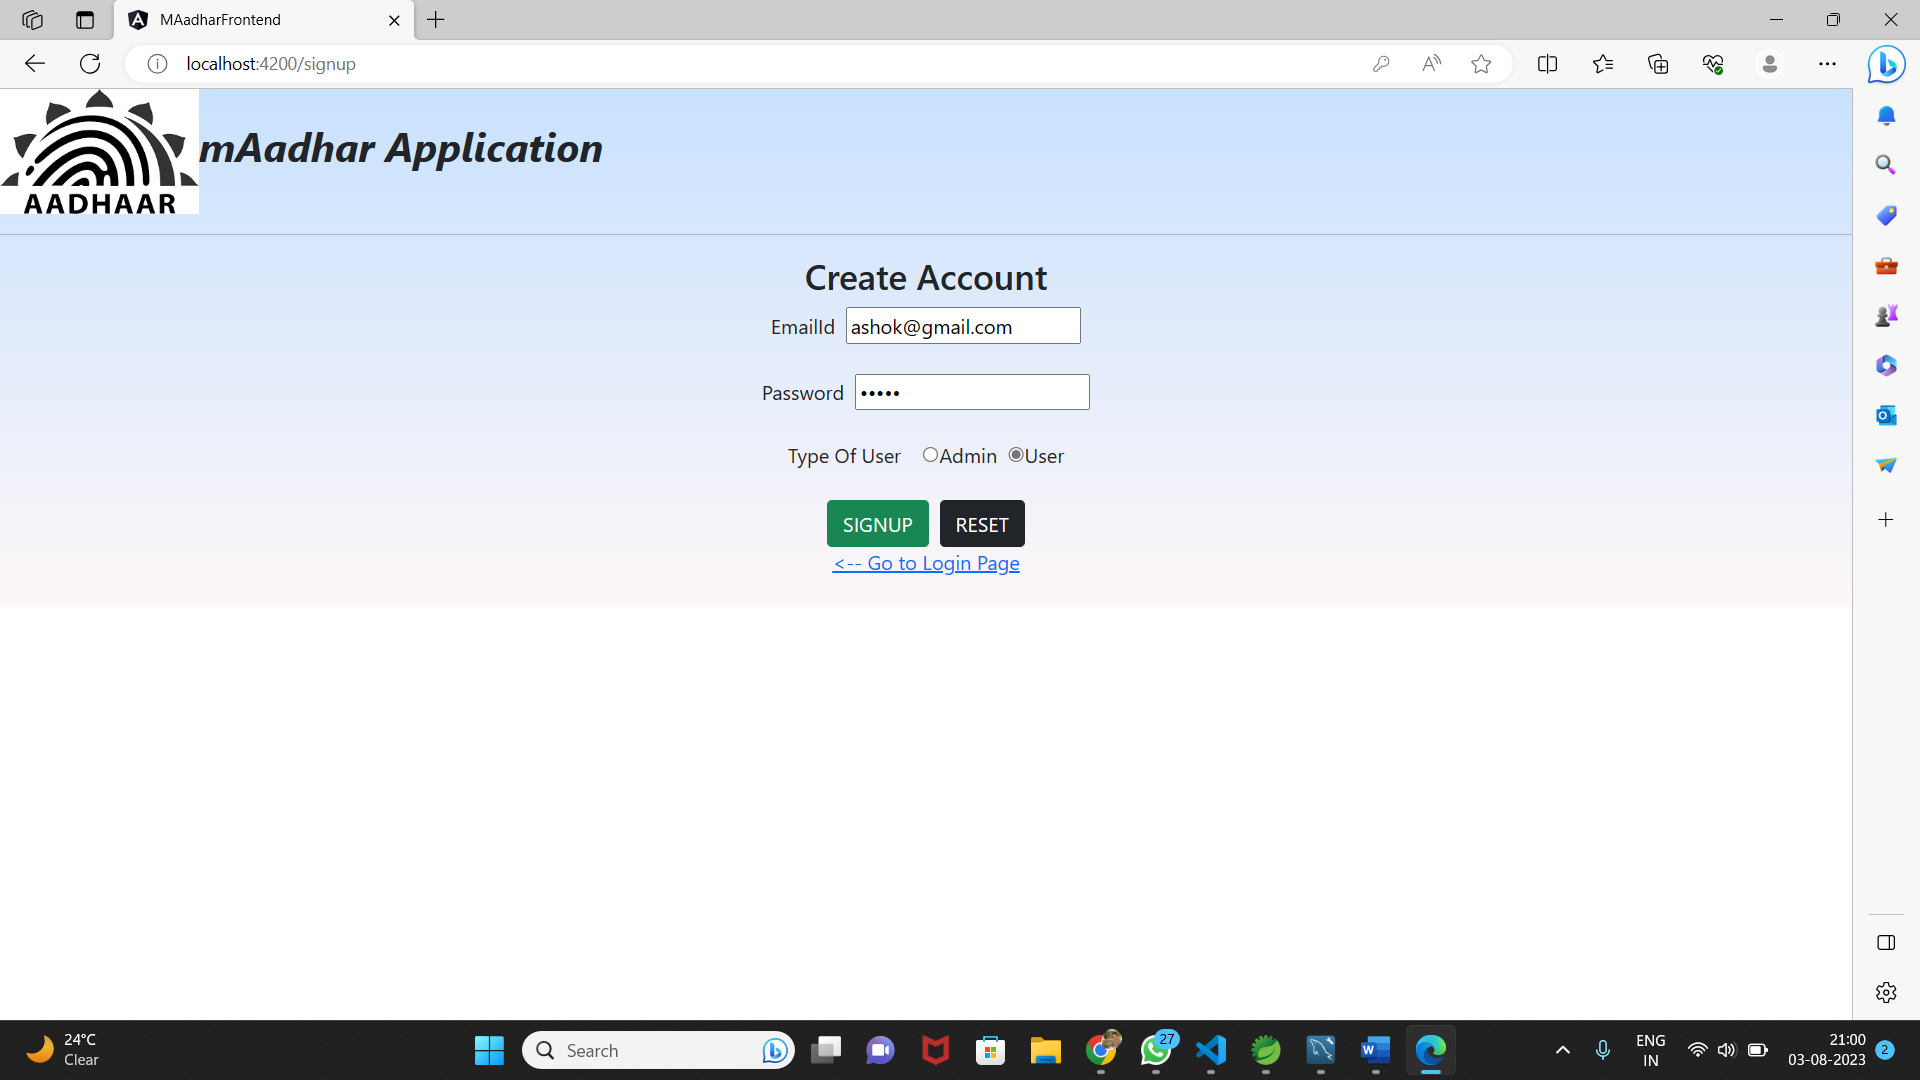 MAadharFrontend
localhost:4200/signup
AADHAAR
mAadhar Application
Create Account
EmailId ashok@gmail.com
Password •••••
Type Of User Admin User
SIGNUP RESET
<-- Go to Login Page
24°C
Clear
Search
27
ENG
IN
21:00
03-08-2023
2